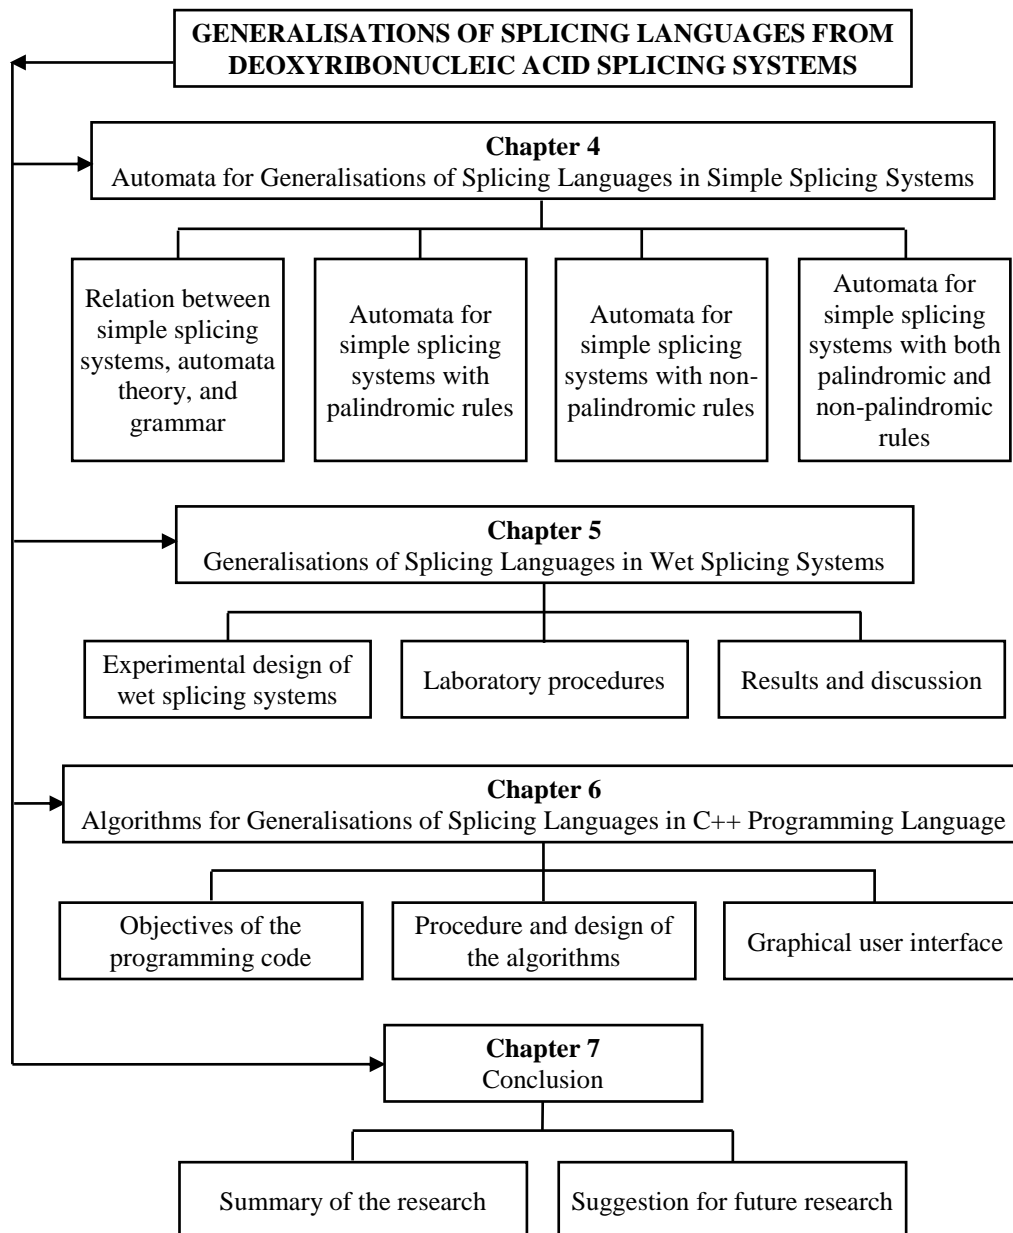 GENERALISATIONS OF SPLICING LANGUAGES FROM
DEOXYRIBONUCLEIC ACID SPLICING SYSTEMS
Chapter 4
Automata for Generalisations of Splicing Languages in Simple Splicing Systems
Relation between
simple splicing
systems, automata
theory, and
grammar
Automata for
simple splicing
systems with
palindromic rules
Automata for
simple splicing
systems with non-
palindromic rules
Automata for
simple splicing
systems with both
palindromic and
non-palindromic
rules
Chapter 5
Generalisations of Splicing Languages in Wet Splicing Systems
Experimental design of
wet splicing systems
Laboratory procedures
Results and discussion
Chapter 6
Algorithms for Generalisations of Splicing Languages in C++ Programming Language
Objectives of the
programming code
Procedure and design of
the algorithms
Graphical user interface
Chapter 7
Conclusion
Summary of the research
Suggestion for future research